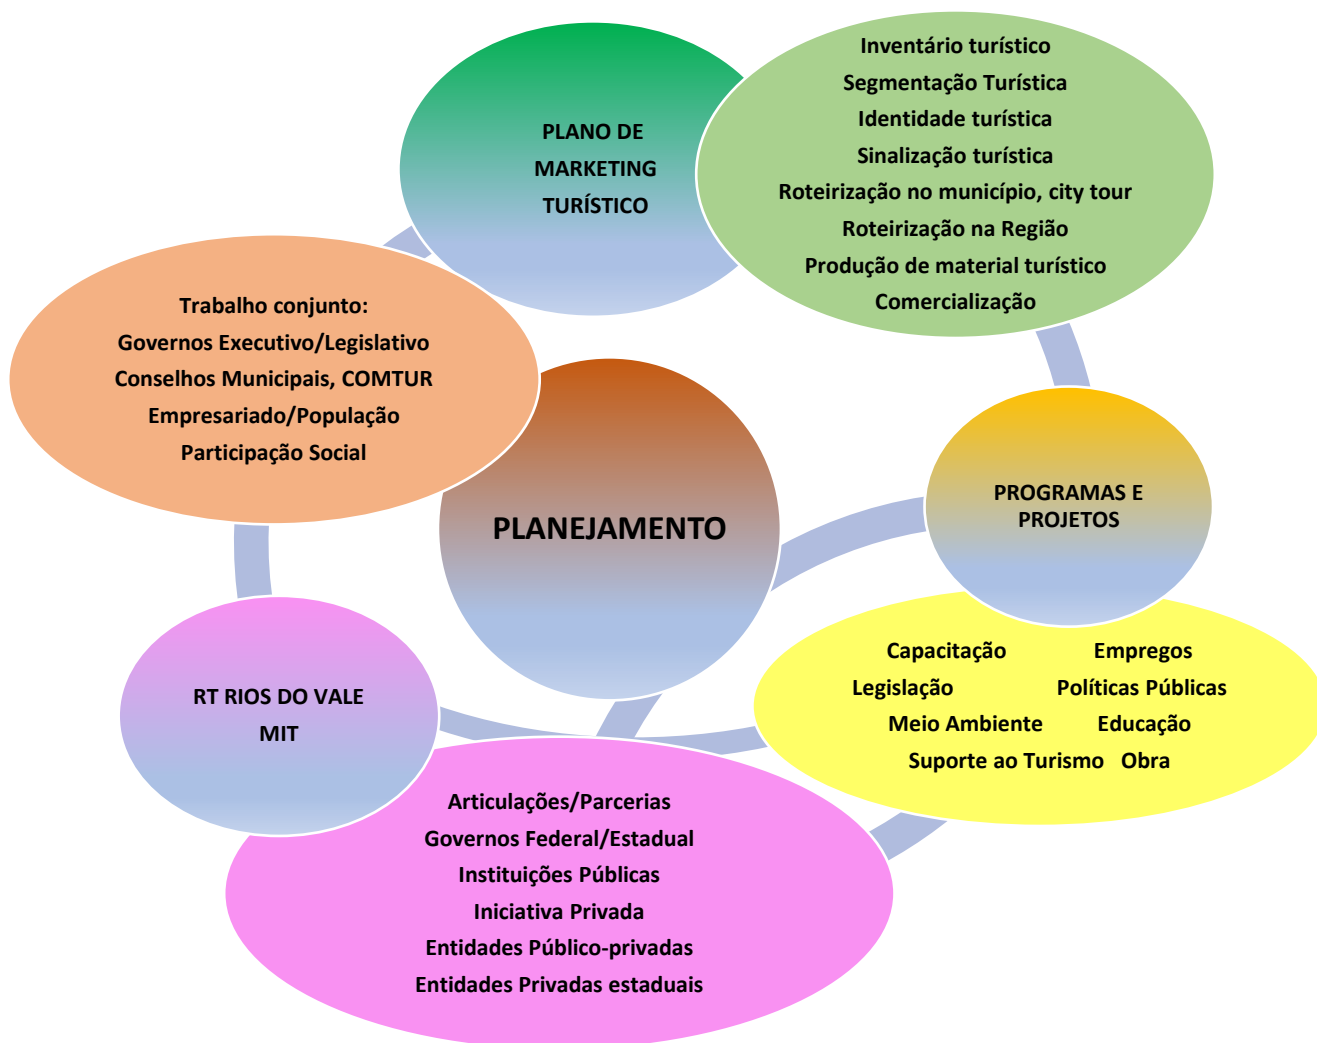 PLANO DE
MARKETING
TURÍSTICO
Inventário turístico
Segmentação Turística
Identidade turística
Sinalização turística
Roteirização no município, city tour
Roteirização na Região
Produção de material turístico
Comercialização
Trabalho conjunto:
Governos Executivo/Legislativo
Conselhos Municipais, COMTUR
Empresariado/População
Participação Social
PLANEJAMENTO
PROGRAMAS E
PROJETOS
Capacitação Empregos
Legislação Políticas Públicas
Meio Ambiente Educação
Suporte ao Turismo Obra
RT RIOS DO VALE
MIT
Articulações/Parcerias
Governos Federal/Estadual
Instituições Públicas
Iniciativa Privada
Entidades Público-privadas
Entidades Privadas estaduais